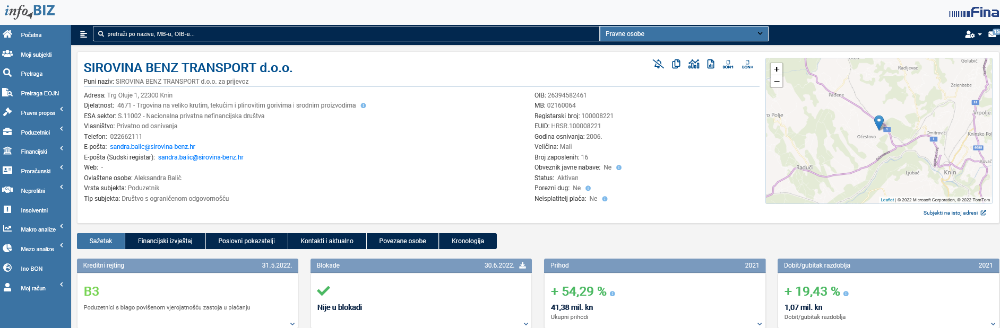 info BIZ
Fina
pretraži po nazivu, MB-u, OIB-u...
Pravne osobe
15
Početna
Moji subjekti
Pretraga
Pretraga EOJN
Pravni propisi
Poduzetnici
Financijski
Proračunski
Neprofitni
Insolventni
Makro analize
Mezo analize
Ino BON
Moj račun
SIROVINA BENZ TRANSPORT d.o.o.
BON1
BON+
Puni naziv: SIROVINA BENZ TRANSPORT d.o.o. za prijevoz
Adresa: Trg Oluje 1, 22300 Knin
Djelatnost: 4671 - Trgovina na veliko krutim, tekućim i plinovitim gorivima i srodnim proizvodima
ESA sektor: S.11002 - Nacionalna privatna nefinancijska društva
Vlasništvo: Privatno od osnivanja
Telefon: 022662111
E-pošta: sandra.balic@sirovina-benz.hr
E-pošta (Sudski registar): sandra.balic@sirovina-benz.hr
Web: -
Ovlaštene osobe: Aleksandra Balić
Vrsta subjekta: Poduzetnik
Tip subjekta: Društvo s ograničenom odgovornošću
OIB: 26394582461
MB: 02160064
Registarski broj: 100008221
EUID: HRSR.100008221
Godina osnivanja: 2006.
Veličina: Mali
Broj zaposlenih: 16
Obveznik javne nabave: Ne
Status: Aktivan
Porezni dug: Ne
Neisplatitelj plaća: Ne
+
−
Golubić
Radljevac
Zelenbabe
Pađene
33
Vrpolje
ro Polje
1
Dmitrovići
Očestovo
1
Kninsko Pol
6060
Očestovo
Zagrebačka
Kovač
Raduči
Ljubač
Knin
Leaflet | © 2022 Microsoft Corporation, © 2022 TomTom
Subjekti na istoj adresi
Sažetak
Financijski izvještaj
Poslovni pokazatelji
Kontakti i aktualno
Povezane osobe
Kronologija
Kreditni rejting 31.5.2022.
B3
Poduzetnici s blago povišenom vjerojatnošću zastoja u plaćanju
Blokade 30.6.2022.
Nije u blokadi
Prihod 2021
+ 54,29 %
41,38 mil. kn
Ukupni prihodi
Dobit/gubitak razdoblja 2021
+ 19,43 %
1,07 mil. kn
Dobit/gubitak razdoblja